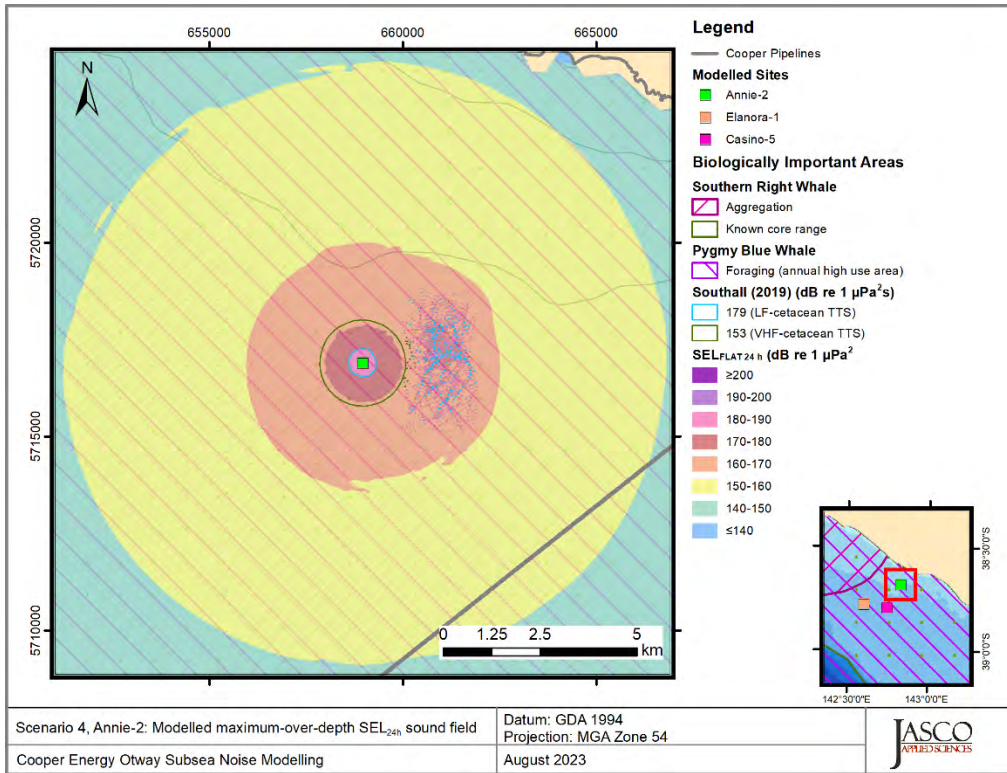 655000 660000 665000
N
5720000
5715000
5710000
0 1.25 2.5 5
km
Legend
Cooper Pipelines
Modelled Sites
Annie-2
Elanora-1
Casino-5
Biologically Important Areas
Southern Right Whale
Aggregation
Known core range
Pygmy Blue Whale
Foraging (annual high use area)
Southall (2019) (dB re 1 µPa²s)
179 (LF-cetacean TTS)
153 (VHF-cetacean TTS)
SELFLAT 24 h (dB re 1 µPa²
≥200
190-200
180-190
170-180
160-170
150-160
140-150
≤140
38°30'S
39°0'S
142°30'0"E 143°0'E
Scenario 4, Annie-2: Modelled maximum-over-depth SEL24h sound field
Cooper Energy Otway Subsea Noise Modelling
Datum: GDA 1994
Projection: MGA Zone 54
August 2023
JASCO
APPLIED SCIENCES